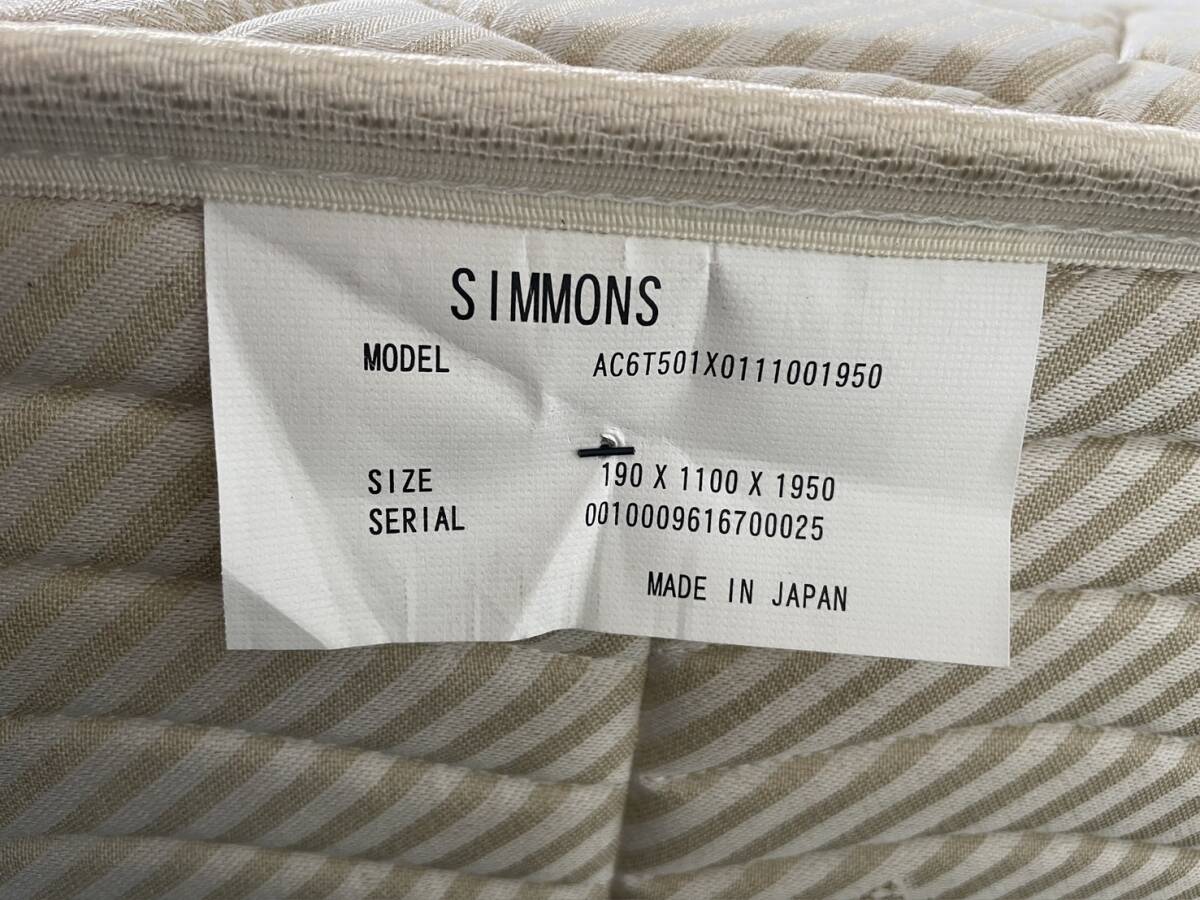 SIMMONS
MODEL AC6T501X0111001950
SIZE 190 X 1100 X 1950
SERIAL 0010009616700025
MADE IN JAPAN